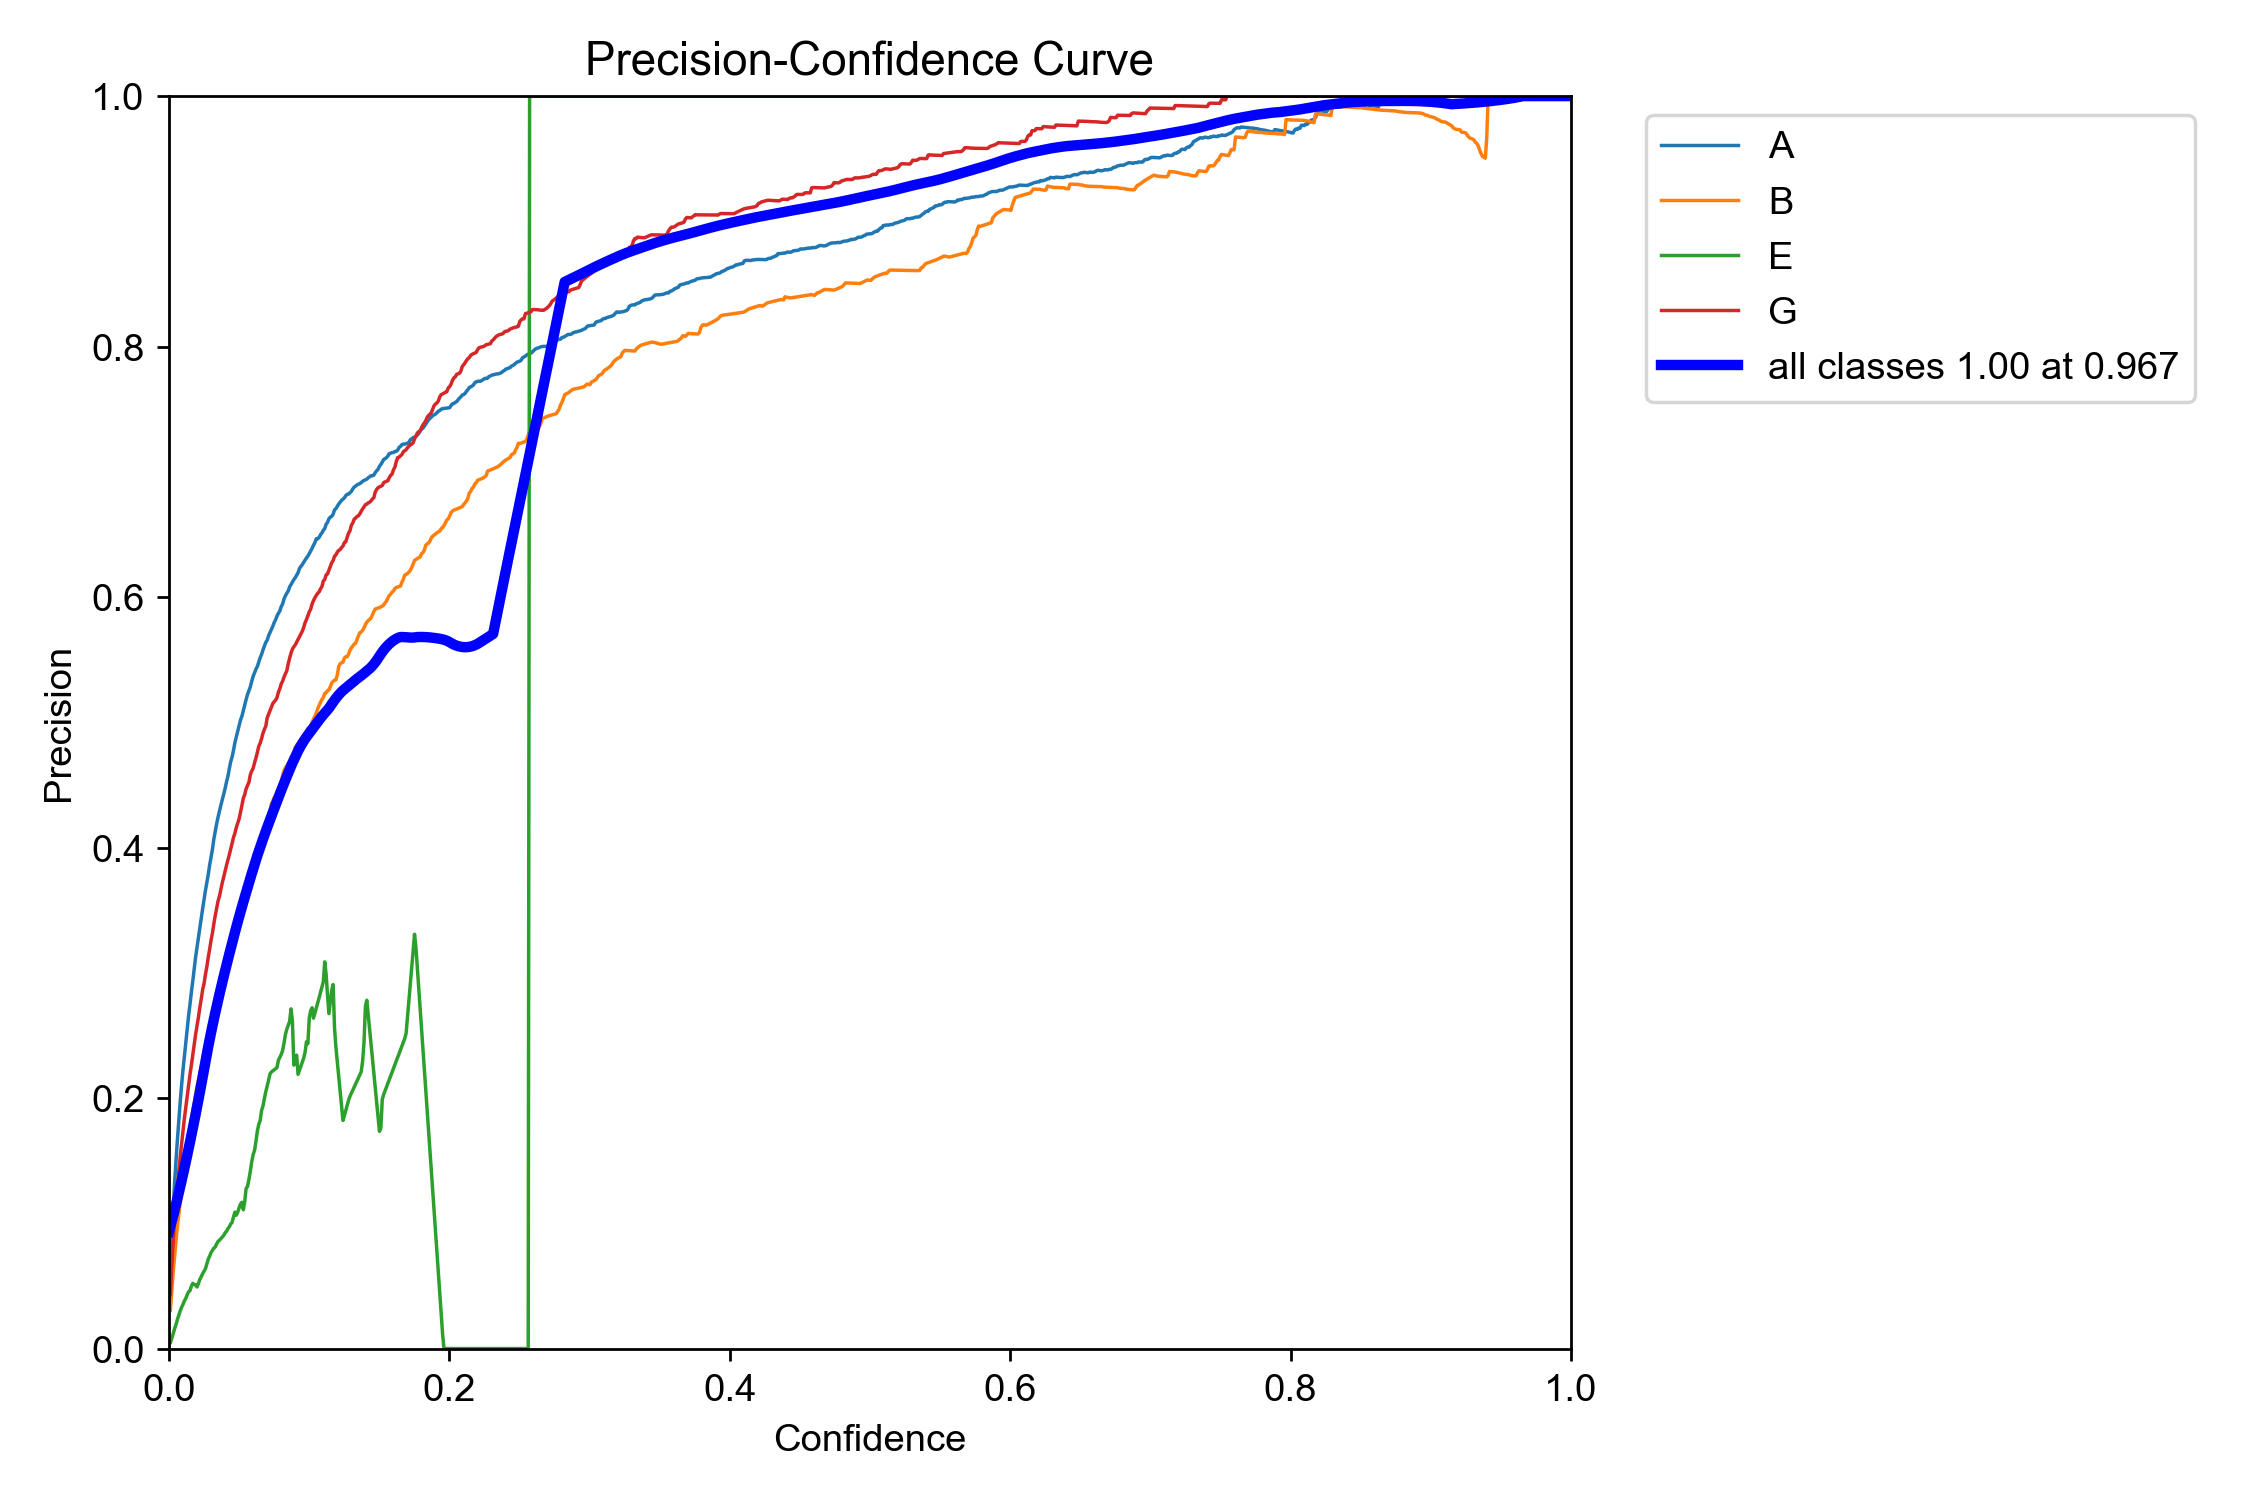 Precision-Confidence Curve
1.0
0.8
0.6
0.4
0.2
0.0
Precision
0.0 0.2 0.4 0.6 0.8 1.0
Confidence
A
B
E
G
all classes 1.00 at 0.967